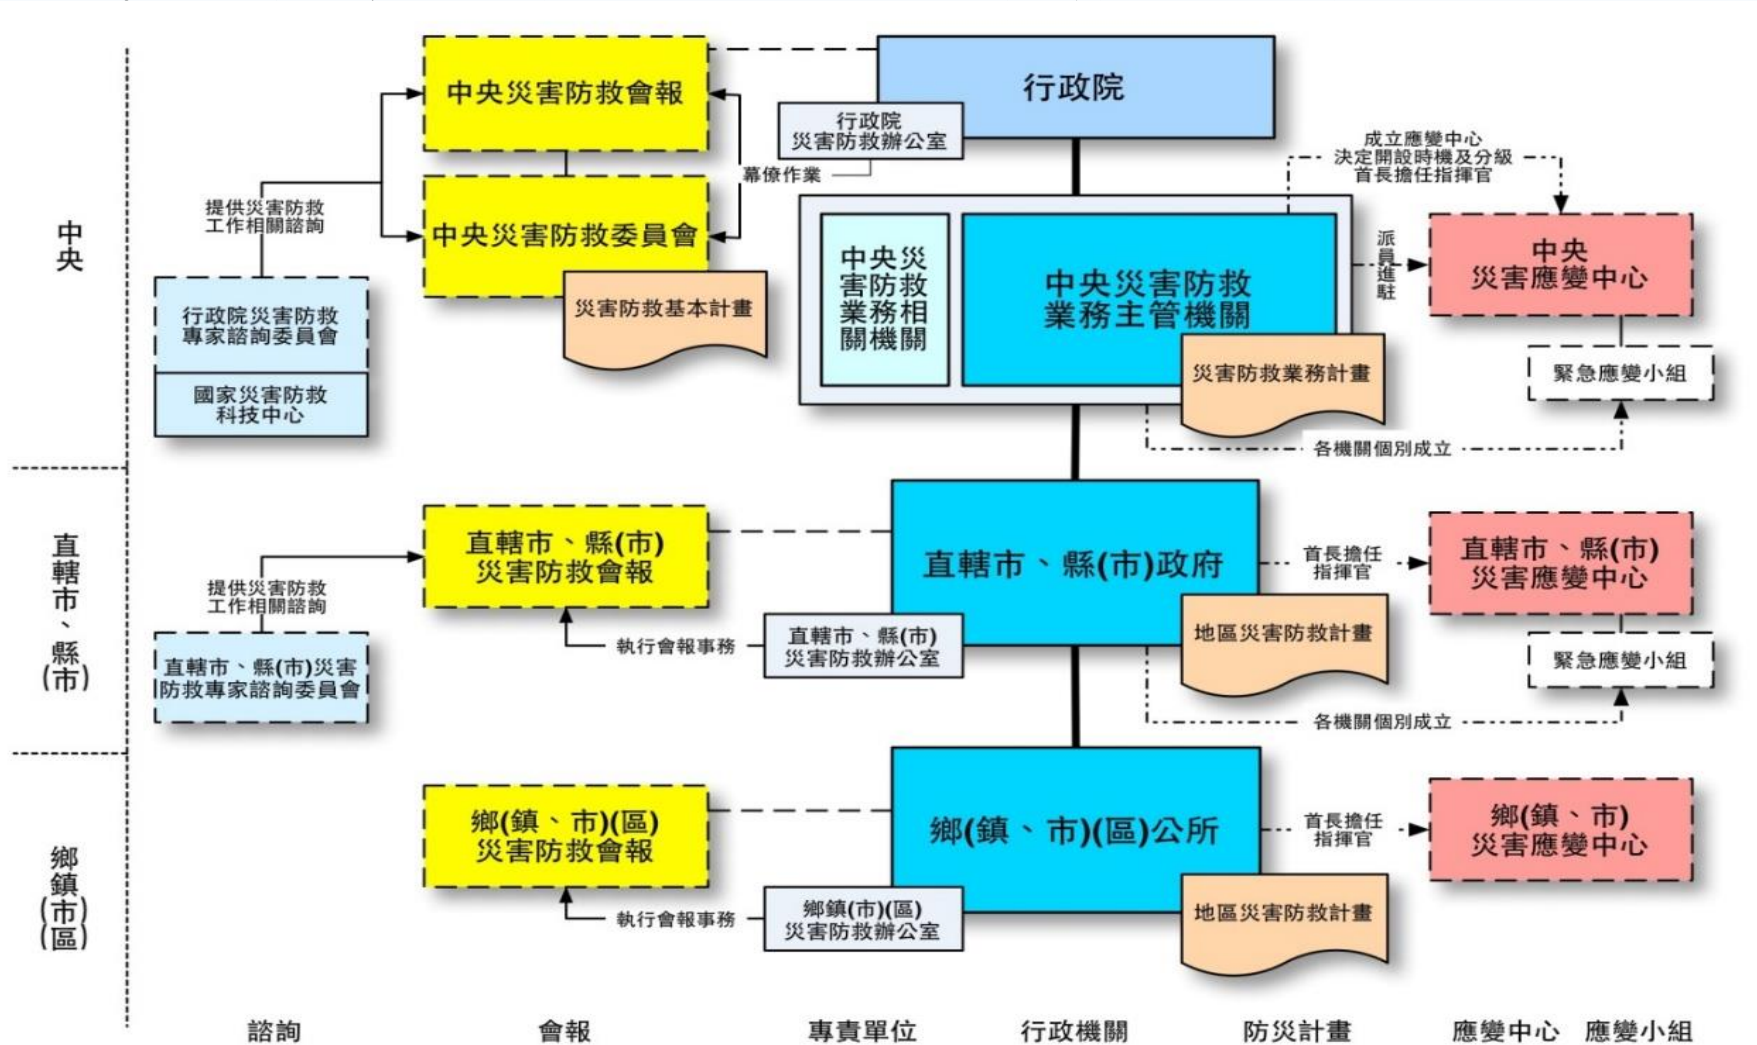 中央災害防救會報
行政院
行政院
災害防救辦公室
幕僚作業
成立應變中心
決定開設時機及分級
首長擔任指揮官
中央
提供災害防救
工作相關諮詢
中央災害防救委員會
災害防救基本計畫
中央災
害防救
業務相
關機關
中央災害防救
業務主管機關
災害防救業務計畫
派員進駐
中央
災害應變中心
行政院災害防救
專家諮詢委員會
國家災害防救
科技中心
緊急應變小組
各機關個別成立
直轄市、縣(市)
直轄市、縣(市)
災害防救會報
直轄市、縣(市)政府
首長擔任
指揮官
直轄市、縣(市)
災害應變中心
提供災害防救
工作相關諮詢
執行會報事務
直轄市、縣(市)
災害防救辦公室
地區災害防救計畫
緊急應變小組
直轄市、縣(市)災害
防救專家諮詢委員會
各機關個別成立
鄉鎮(市)(區)
鄉(鎮、市)(區)
災害防救會報
鄉(鎮、市)(區)公所
首長擔任
指揮官
鄉(鎮、市)
災害應變中心
執行會報事務
鄉鎮(市)(區)
災害防救辦公室
地區災害防救計畫
諮詢 會報 專責單位 行政機關 防災計畫 應變中心 應變小組